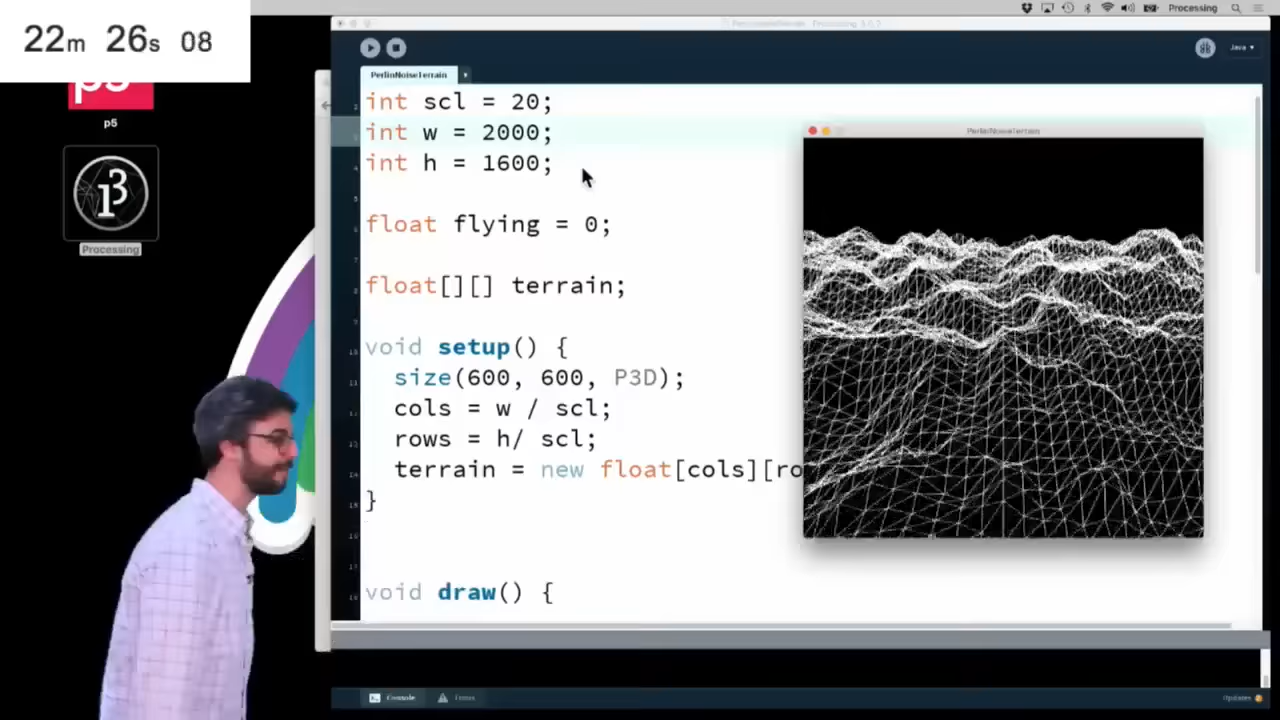 22m 26s 08
Processing
p5
Processing
PerlinNoiseTerrain
Java
int scl = 20;
int w = 2000;
int h = 1600;
float flying = 0;
float[][] terrain;
void setup() {
size(600, 600, P3D);
cols = w / scl;
rows = h/ scl;
terrain = new float[cols][ro
}
void draw() {
PerlinNoiseTerrain
Console
Errors
Updates